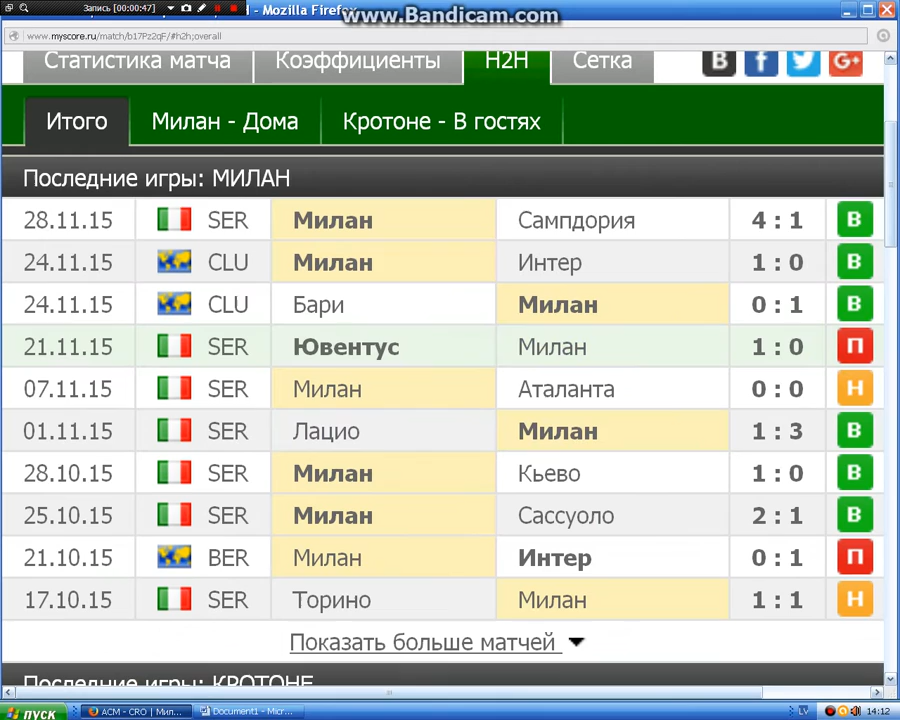 Запись [00:00:47]
Mozilla Firefox
www.Bandicam.com
www.myscore.ru/match/b17Pz2qF/#h2h;overall
Статистика матча Коэффициенты H2H Сетка
Итого Милан - Дома Кротоне - В гостях
Последние игры: МИЛАН
28.11.15 SER Милан Сампдория 4 : 1 В
24.11.15 CLU Милан Интер 1 : 0 В
24.11.15 CLU Бари Милан 0 : 1 В
21.11.15 SER Ювентус Милан 1 : 0 П
07.11.15 SER Милан Аталанта 0 : 0 Н
01.11.15 SER Лацио Милан 1 : 3 В
28.10.15 SER Милан Кьево 1 : 0 В
25.10.15 SER Милан Сассуоло 2 : 1 В
21.10.15 BER Милан Интер 0 : 1 П
17.10.15 SER Торино Милан 1 : 1 Н
Показать больше матчей
Последние игры: КРОТОНЕ
пуск ACM - CRO | Мил... Document1 - Micr... LV 14:12